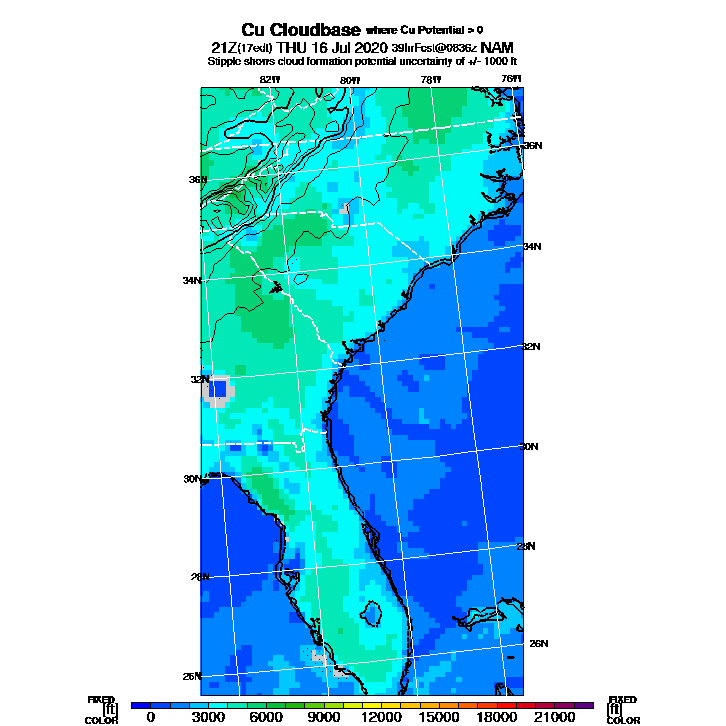 Cu Cloudbase where Cu Potential > 0
21Z(17edt) THU 16 Jul 2020 39hrFcst@0836z NAM
Stipple shows cloud formation potential uncertainty of +/- 1000 ft
82W 80W 78W 76W
36N
36N
34N
34N
32N
32N
30N
30N
28N
28N
26N
26N
FIXED FIXED
[ft] 0 3000 6000 9000 12000 15000 18000 21000 [ft]
COLOR COLOR